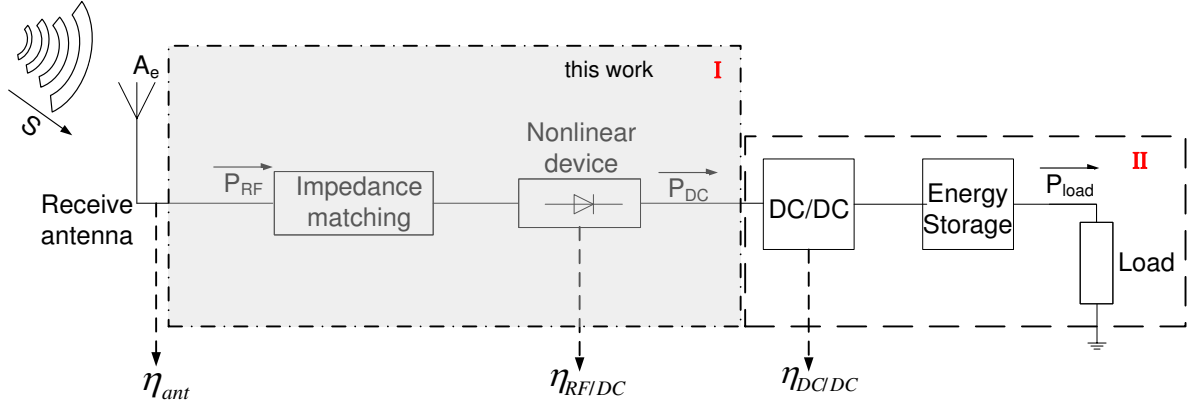 this work
I
A_e
S
Receive
antenna
P_RF
Impedance
matching
Nonlinear
device
P_DC
II
DC/DC
Energy
Storage
P_load
Load
η_ant
η_RF/DC
η_DC/DC